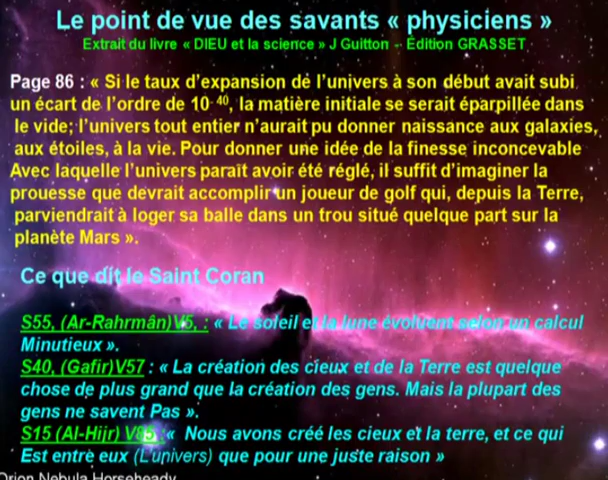 Le point de vue des savants « physiciens »
Extrait du livre « DIEU et la science » J Guitton -- Édition GRASSET
Page 86 : « Si le taux d'expansion de l'univers à son début avait subi
un écart de l'ordre de 10⁻⁴⁰, la matière initiale se serait éparpillée dans
le vide; l'univers tout entier n'aurait pu donner naissance aux galaxies,
aux étoiles, à la vie. Pour donner une idée de la finesse inconcevable
Avec laquelle l'univers paraît avoir été réglé, il suffit d'imaginer la
prouesse que devrait accomplir un joueur de golf qui, depuis la Terre,
parviendrait à loger sa balle dans un trou situé quelque part sur la
planète Mars ».
Ce que dit le Saint Coran
S55, (Ar-Rahrmân)V5, : « Le soleil et la lune évoluent selon un calcul
Minutieux ».
S40, (Gafir)V57 : « La création des cieux et de la Terre est quelque
chose de plus grand que la création des gens. Mais la plupart des
gens ne savent Pas ».
S15 (Al-Hijr) V85 :« Nous avons créé les cieux et la terre, et ce qui
Est entre eux (L'univers) que pour une juste raison »
Orion Nebula Horseheady